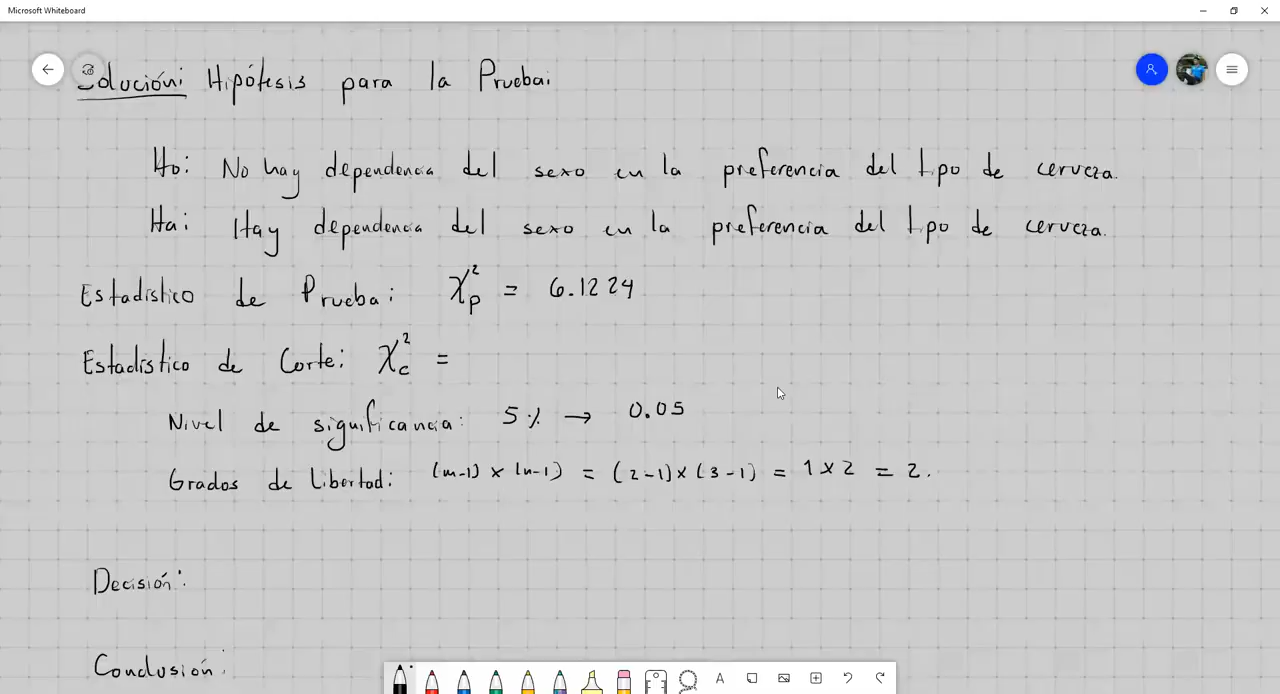 Microsoft Whiteboard
Solución: Hipótesis para la Prueba:
Ho: No hay dependencia del sexo en la preferencia del tipo de cerveza.
Ha: Hay dependencia del sexo en la preferencia del tipo de cerveza.
Estadístico de Prueba: χ²p = 6.1224
Estadístico de Corte: χ²c =
Nivel de significancia: 5% → 0.05
Grados de Libertad: (m-1) x (n-1) = (2-1) x (3-1) = 1 x 2 = 2.
Decisión:
Conclusión: